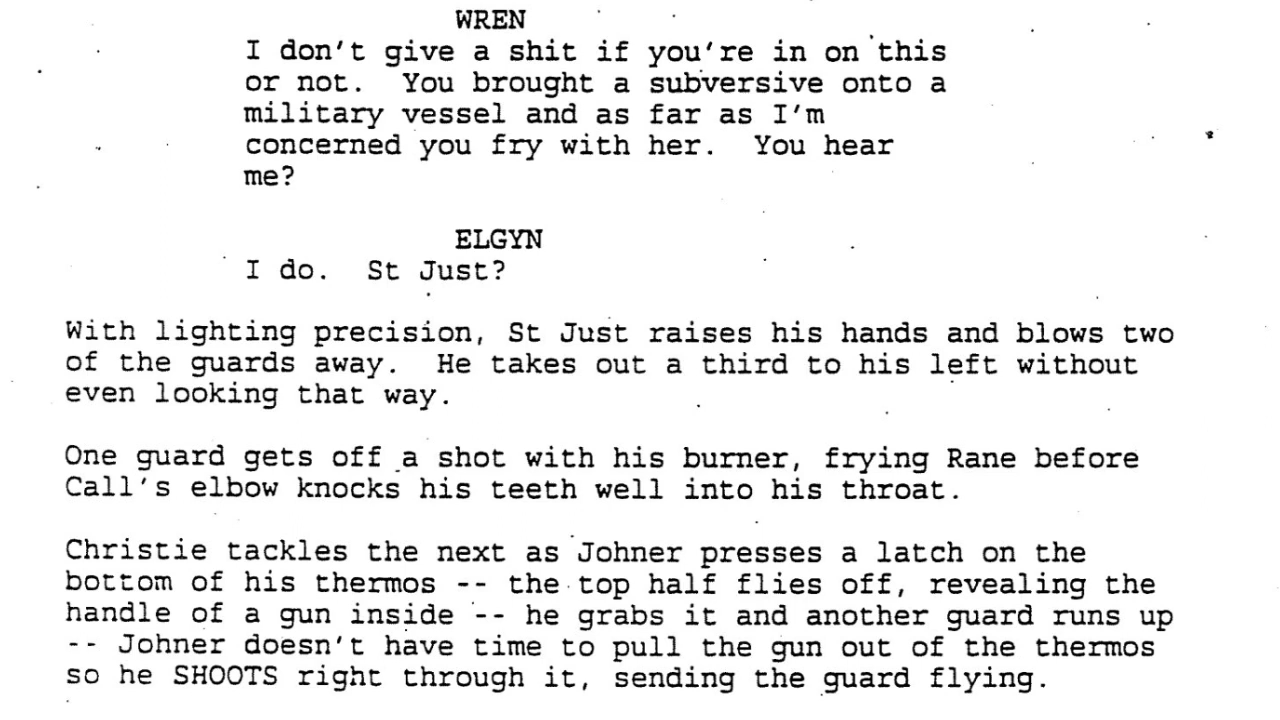 WREN
I don't give a shit if you're in on this
or not.  You brought a subversive onto a
military vessel and as far as I'm
concerned you fry with her.  You hear
me?
ELGYN
I do.  St Just?
With lighting precision, St Just raises his hands and blows two
of the guards away.  He takes out a third to his left without
even looking that way.
One guard gets off a shot with his burner, frying Rane before
Call's elbow knocks his teeth well into his throat.
Christie tackles the next as Johner presses a latch on the
bottom of his thermos -- the top half flies off, revealing the
handle of a gun inside -- he grabs it and another guard runs up
-- Johner doesn't have time to pull the gun out of the thermos
so he SHOOTS right through it, sending the guard flying.